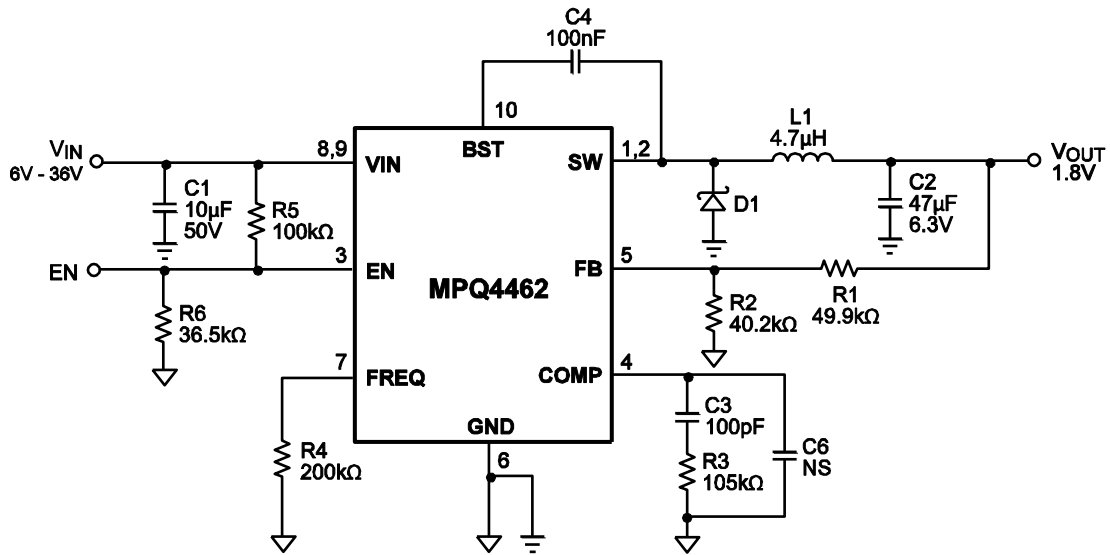 C4
100nF
10
BST
VIN
6V - 36V
8,9
VIN
SW
1,2
L1
4.7µH
VOUT
1.8V
C1
10µF
50V
R5
100kΩ
D1
C2
47µF
6.3V
EN
3
EN
MPQ4462
FB
5
R6
36.5kΩ
R2
40.2kΩ
R1
49.9kΩ
7
FREQ
COMP
4
GND
6
R4
200kΩ
C3
100pF
R3
105kΩ
C6
NS